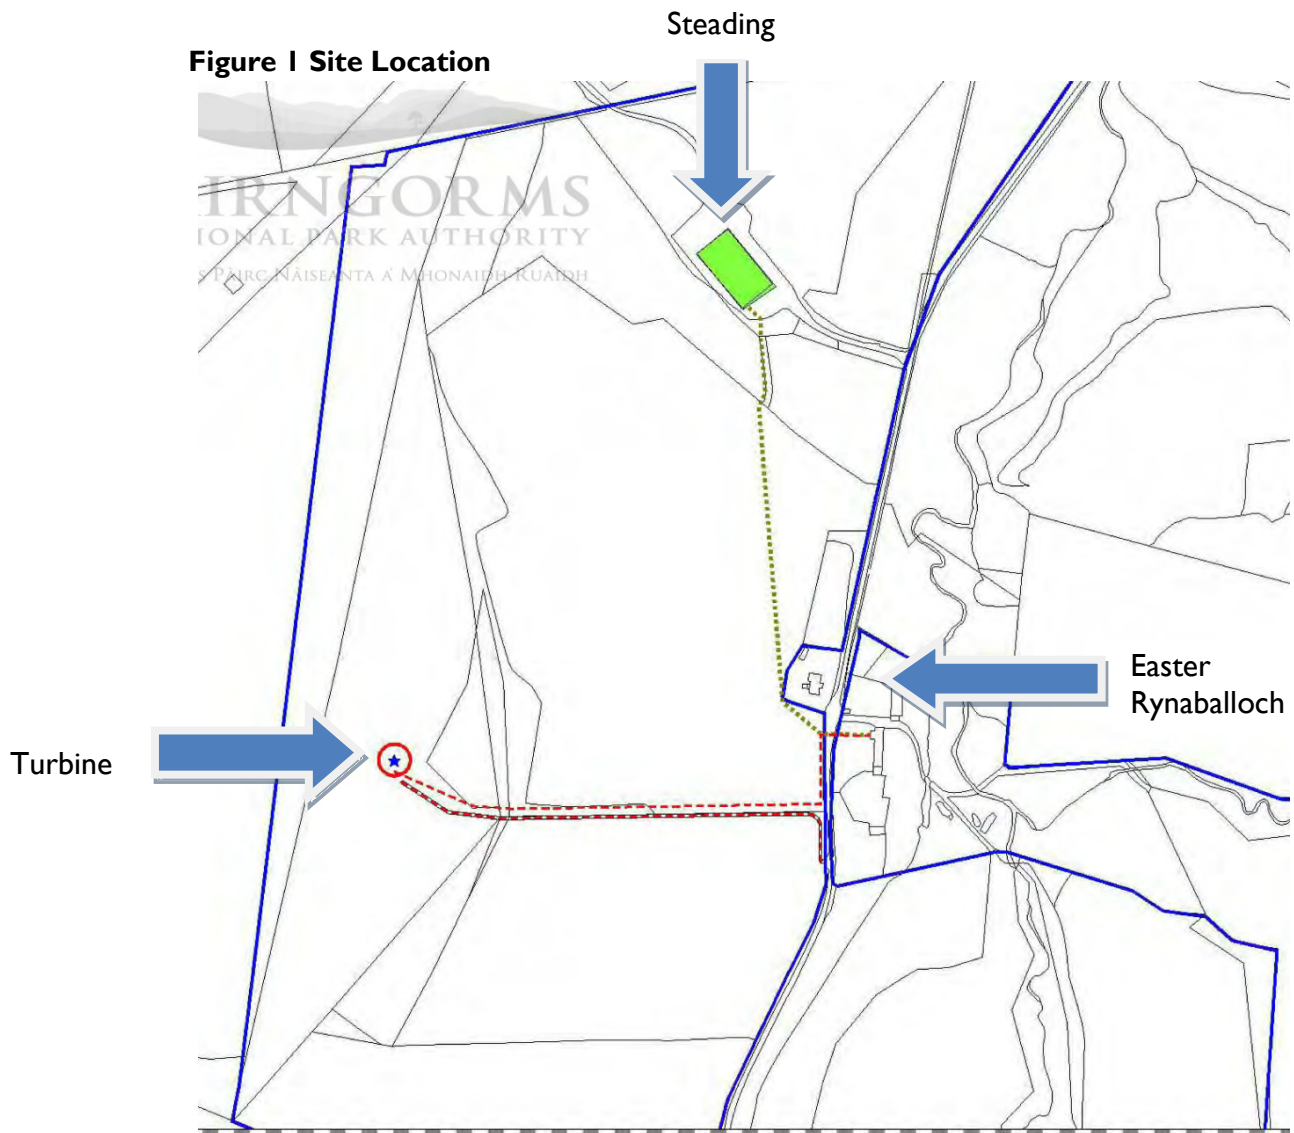 Steading
Figure 1 Site Location
IRNGORMS
IONAL PARK AUTHORITY
S PÀIRC NÀISEANTA A' MHONAIDH RUAIDH
Easter
Rynaballoch
Turbine